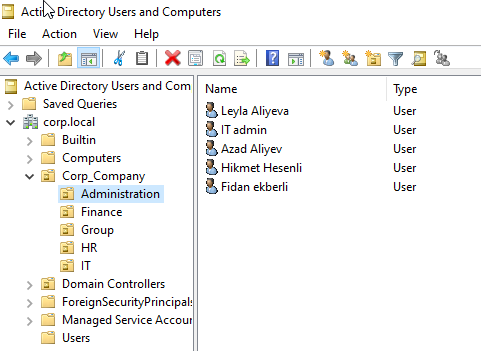 Active Directory Users and Computers
File Action View Help
Active Directory Users and Com
Saved Queries
corp.local
Builtin
Computers
Corp_Company
Administration
Finance
Group
HR
IT
Domain Controllers
ForeignSecurityPrincipals
Managed Service Accour
Users
Name Type
Leyla Aliyeva User
IT admin User
Azad Aliyev User
Hikmet Hesenli User
Fidan ekberli User